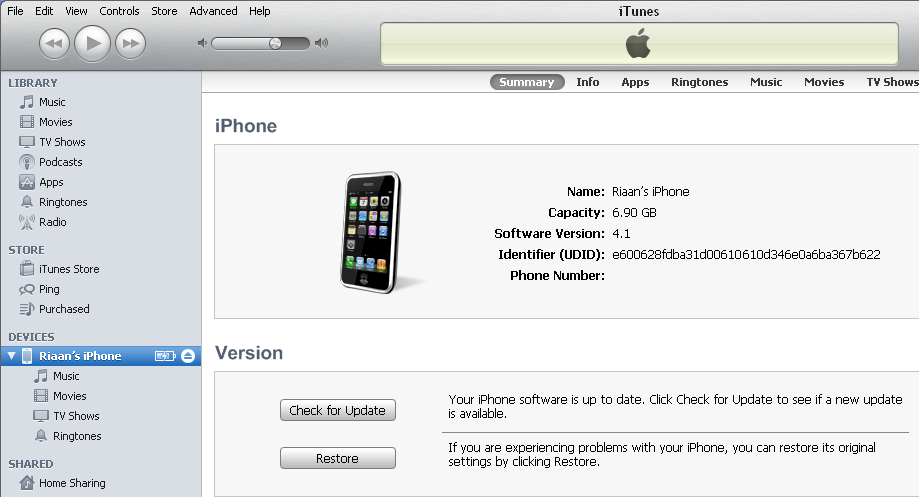 File Edit View Controls Store Advanced Help
iTunes
Summary Info Apps Ringtones Music Movies TV Shows
LIBRARY
Music
Movies
TV Shows
Podcasts
Apps
Ringtones
Radio
STORE
iTunes Store
Ping
Purchased
DEVICES
Riaan's iPhone
Music
Movies
TV Shows
Ringtones
SHARED
Home Sharing
iPhone
Name: Riaan's iPhone
Capacity: 6.90 GB
Software Version: 4.1
Identifier (UDID): e600628fdba31d00610610d346e0a6ba367b622
Phone Number:
Version
Check for Update
Your iPhone software is up to date. Click Check for Update to see if a new update
is available.
Restore
If you are experiencing problems with your iPhone, you can restore its original
settings by clicking Restore.